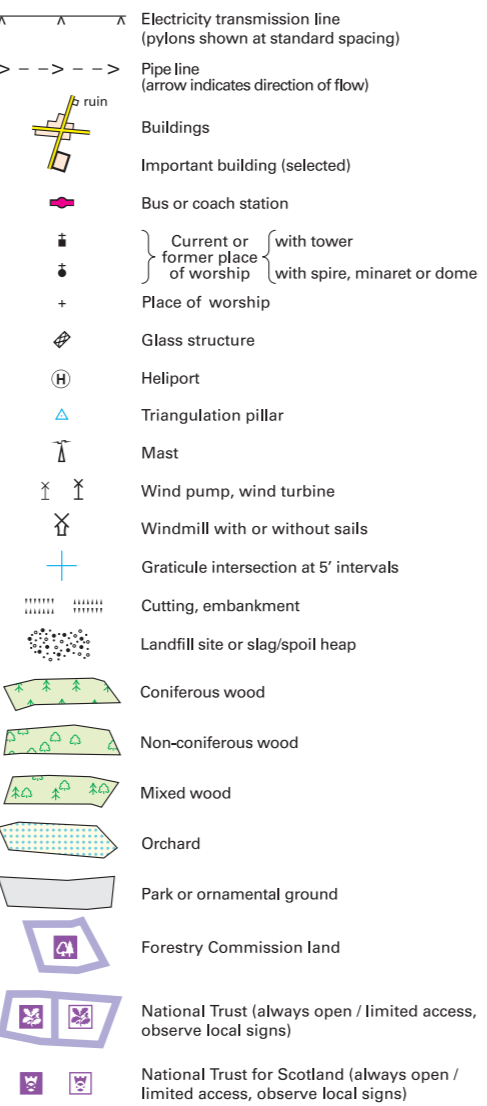 Electricity transmission line
(pylons shown at standard spacing)
Pipe line
(arrow indicates direction of flow)
ruin
Buildings
Important building (selected)
Bus or coach station
Current or
former place
of worship
with tower
with spire, minaret or dome
Place of worship
Glass structure
H
Heliport
Triangulation pillar
Mast
Wind pump, wind turbine
Windmill with or without sails
Graticule intersection at 5' intervals
Cutting, embankment
Landfill site or slag/spoil heap
Coniferous wood
Non-coniferous wood
Mixed wood
Orchard
Park or ornamental ground
Forestry Commission land
National Trust (always open / limited access,
observe local signs)
National Trust for Scotland (always open /
limited access, observe local signs)